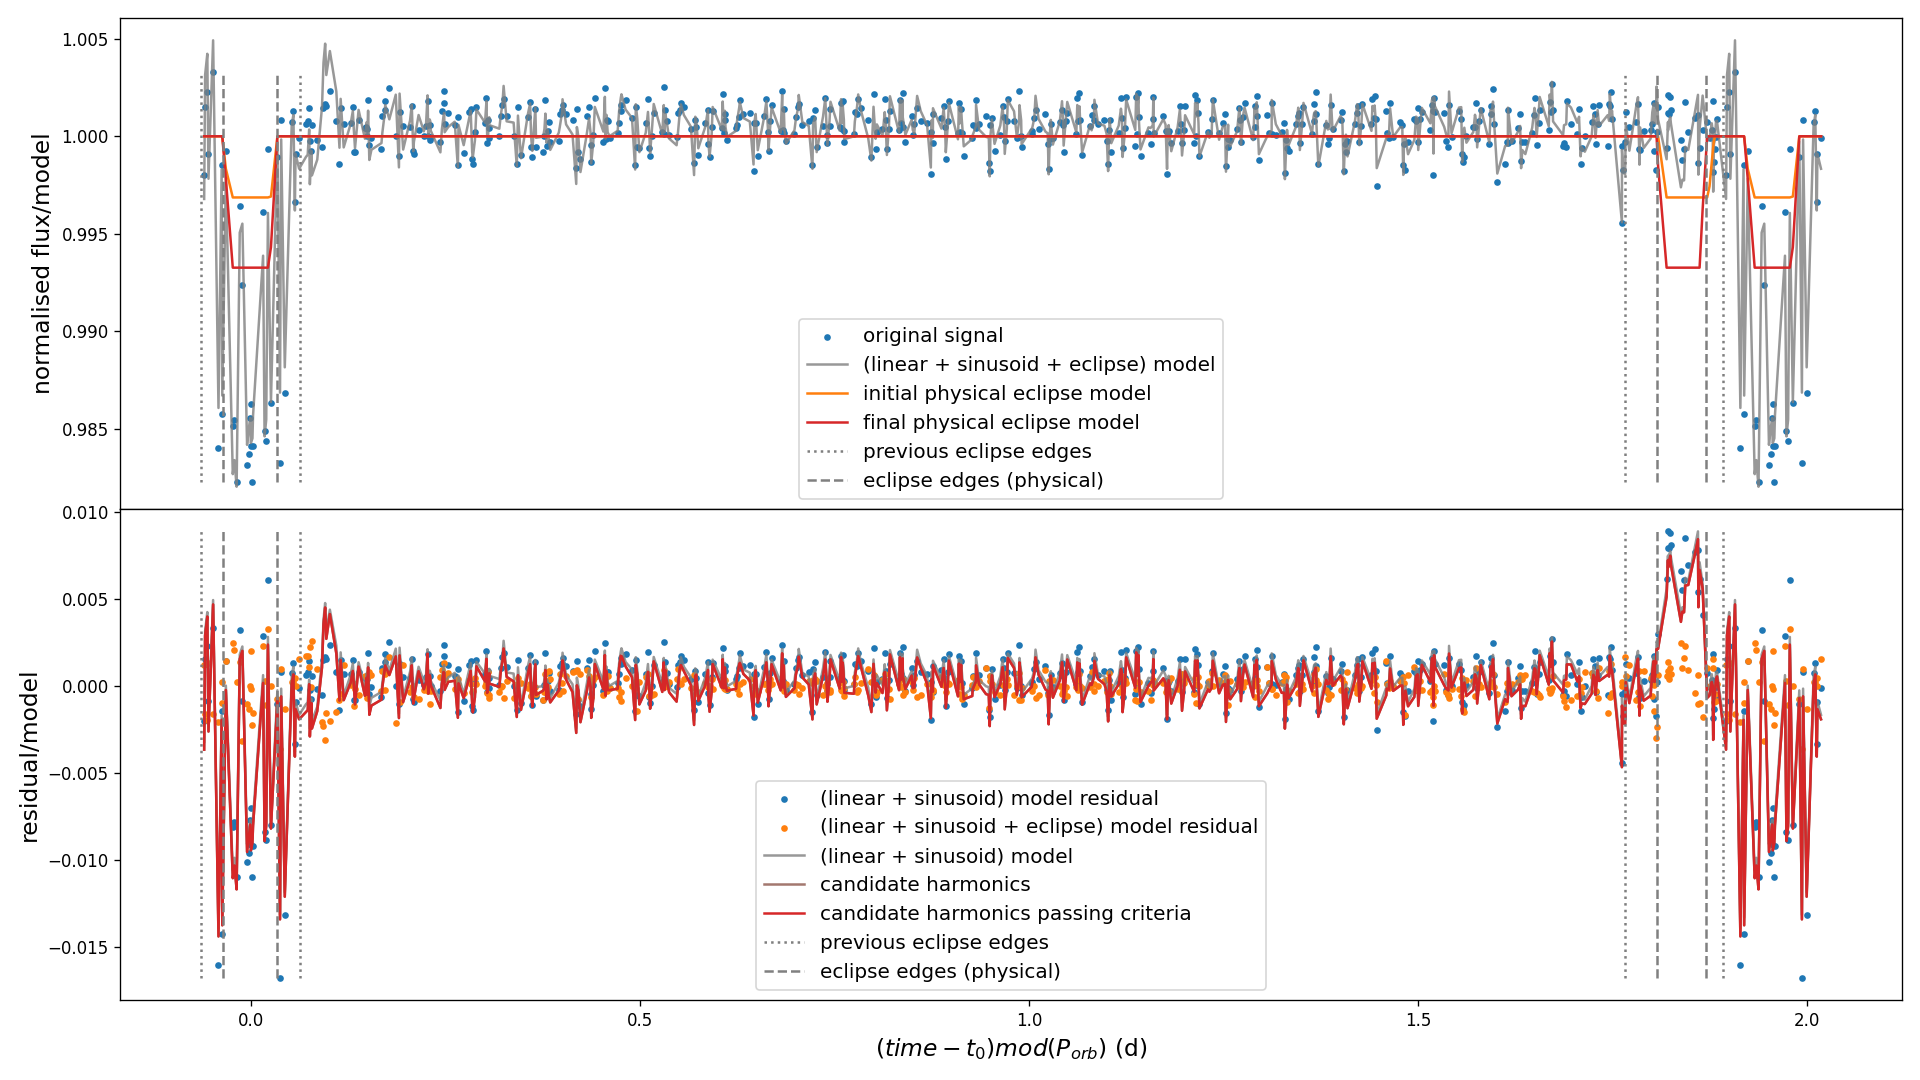 1.005
1.000
0.995
0.990
0.985
normalised flux/model
original signal
(linear + sinusoid + eclipse) model
initial physical eclipse model
final physical eclipse model
previous eclipse edges
eclipse edges (physical)
0.010
0.005
0.000
−0.005
−0.010
−0.015
residual/model
(linear + sinusoid) model residual
(linear + sinusoid + eclipse) model residual
(linear + sinusoid) model
candidate harmonics
candidate harmonics passing criteria
previous eclipse edges
eclipse edges (physical)
0.0 0.5 1.0 1.5 2.0
(time − t₀)mod(Pₒᵣb) (d)